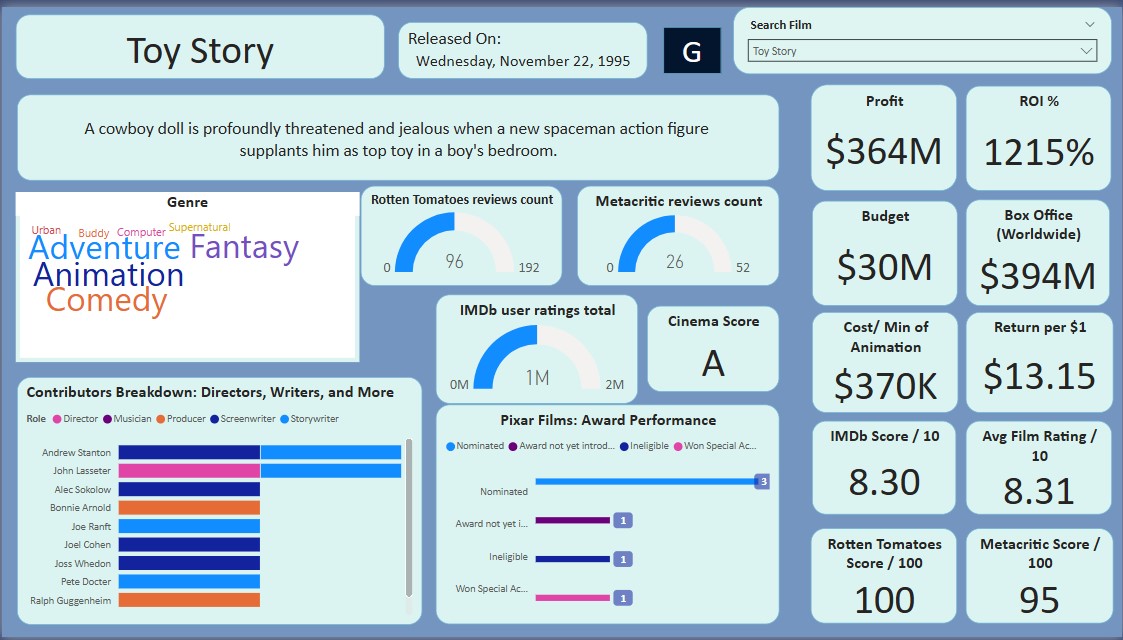 Toy Story
Released On:
Wednesday, November 22, 1995
G
Search Film
Toy Story
A cowboy doll is profoundly threatened and jealous when a new spaceman action figure
supplants him as top toy in a boy's bedroom.
Profit
$364M
ROI %
1215%
Genre
Urban Buddy Computer Supernatural
Adventure Fantasy
Animation
Comedy
Rotten Tomatoes reviews count
96
0 192
Metacritic reviews count
26
0 52
Budget
$30M
Box Office
(Worldwide)
$394M
IMDb user ratings total
1M
0M 2M
Cinema Score
A
Cost/ Min of
Animation
$370K
Return per $1
$13.15
Contributors Breakdown: Directors, Writers, and More
Role Director Musician Producer Screenwriter Storywriter
Andrew Stanton
John Lasseter
Alec Sokolow
Bonnie Arnold
Joe Ranft
Joel Cohen
Joss Whedon
Pete Docter
Ralph Guggenheim
Pixar Films: Award Performance
Nominated Award not yet introd... Ineligible Won Special Ac...
Nominated 3
Award not yet i... 1
Ineligible 1
Won Special Ac... 1
IMDb Score / 10
8.30
Avg Film Rating /
10
8.31
Rotten Tomatoes
Score / 100
100
Metacritic Score /
100
95